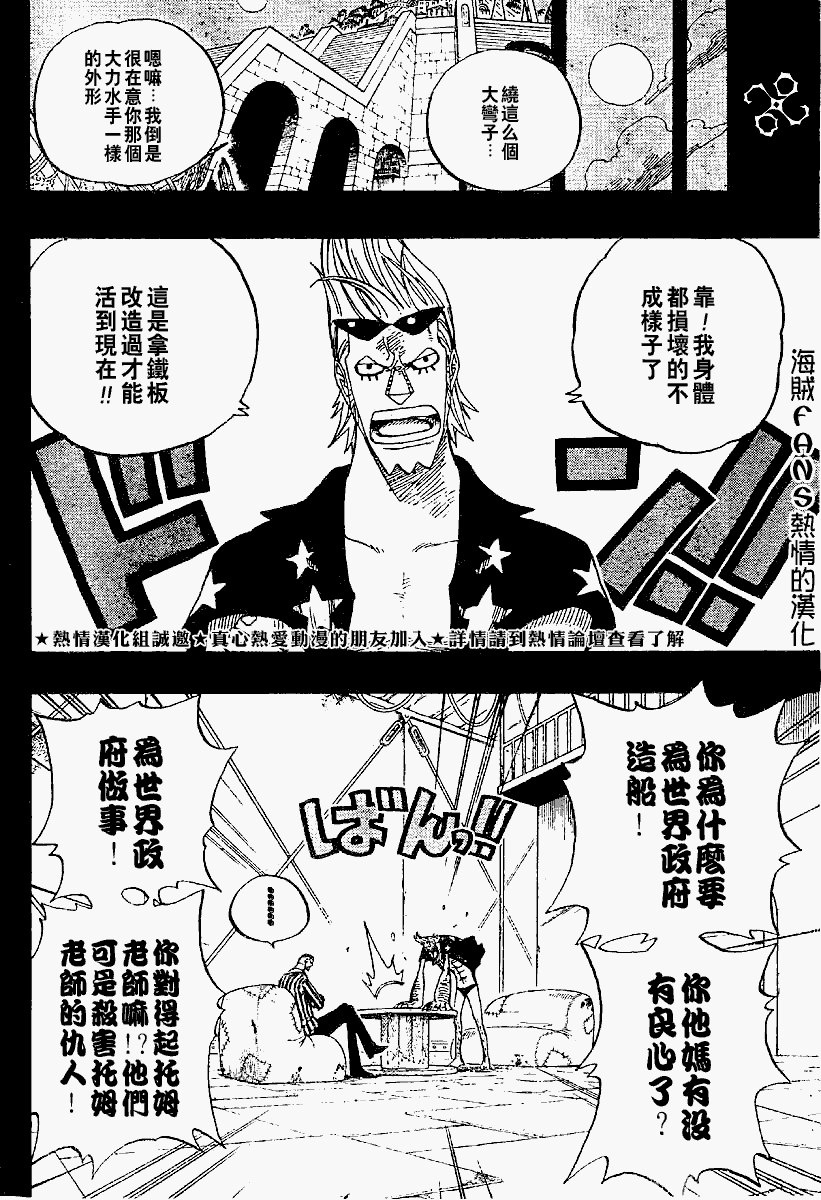 繞這么個
大彎子…
嗯嘛…我倒是
很在意你那個
大力水手一樣
的外形
靠!我身體
都損壞的不
成樣子了
這是拿鐵板
改造過才能
活到現在!!
ドン!!
海賊FANS熱情的漢化
★熱情漢化組誠邀★真心熱愛動漫的朋友加入★詳情請到熱情論壇查看了解
你為什麽要
為世界政府
造船!
你他媽有没
有良心了?
ばんっ!!
………
為世界政
府做事!
你對得起托姆
老師嘛!?他們
可是殺害托姆
老師的仇人!